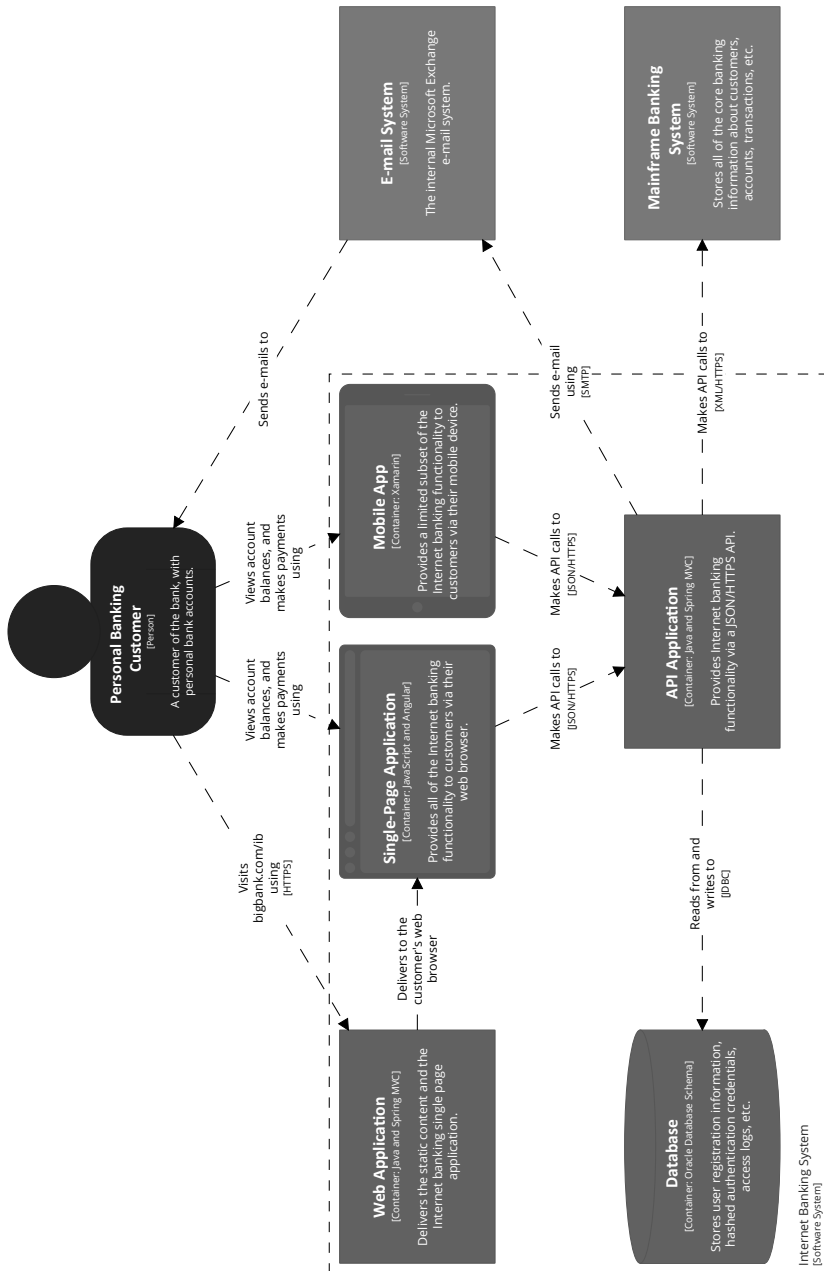 Personal Banking
Customer
[Person]
A customer of the bank, with
personal bank accounts.
Visits
bigbank.com/ib
using
[HTTPS]
Views account
balances, and
makes payments
using
Views account
balances, and
makes payments
using
Sends e-mails to
Web Application
[Container: Java and Spring MVC]
Delivers the static content and the
Internet banking single page
application.
Delivers to the
customer's web
browser
Single-Page Application
[Container: JavaScript and Angular]
Provides all of the Internet banking
functionality to customers via their
web browser.
Mobile App
[Container: Xamarin]
Provides a limited subset of the
Internet banking functionality to
customers via their mobile device.
E-mail System
[Software System]
The internal Microsoft Exchange
e-mail system.
Makes API calls to
[JSON/HTTPS]
Makes API calls to
[JSON/HTTPS]
Sends e-mail
using
[SMTP]
Database
[Container: Oracle Database Schema]
Stores user registration information,
hashed authentication credentials,
access logs, etc.
Reads from and
writes to
[JDBC]
API Application
[Container: Java and Spring MVC]
Provides Internet banking
functionality via a JSON/HTTPS API.
Makes API calls to
[XML/HTTPS]
Mainframe Banking
System
[Software System]
Stores all of the core banking
information about customers,
accounts, transactions, etc.
Internet Banking System
[Software System]